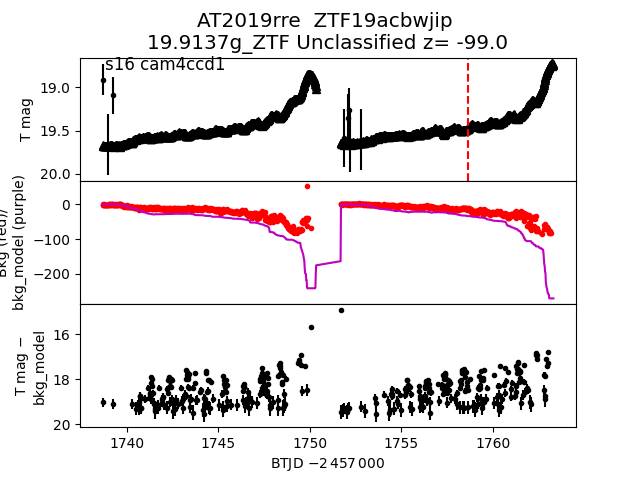 AT2019rre ZTF19acbwjip
19.9137g_ZTF Unclassified z= -99.0
s16 cam4ccd1
T mag
19.0
19.5
20.0
Bkg (red)/
bkg_model (purple)
0
−100
−200
T mag −
bkg_model
16
18
20
1740
1745
1750
1755
1760
BTJD −2 457 000